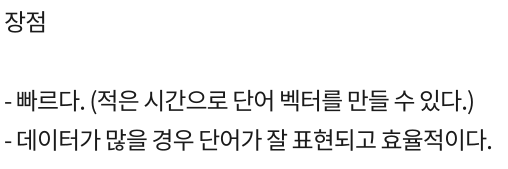 장점
- 빠르다. (적은 시간으로 단어 벡터를 만들 수 있다.)
- 데이터가 많을 경우 단어가 잘 표현되고 효율적이다.